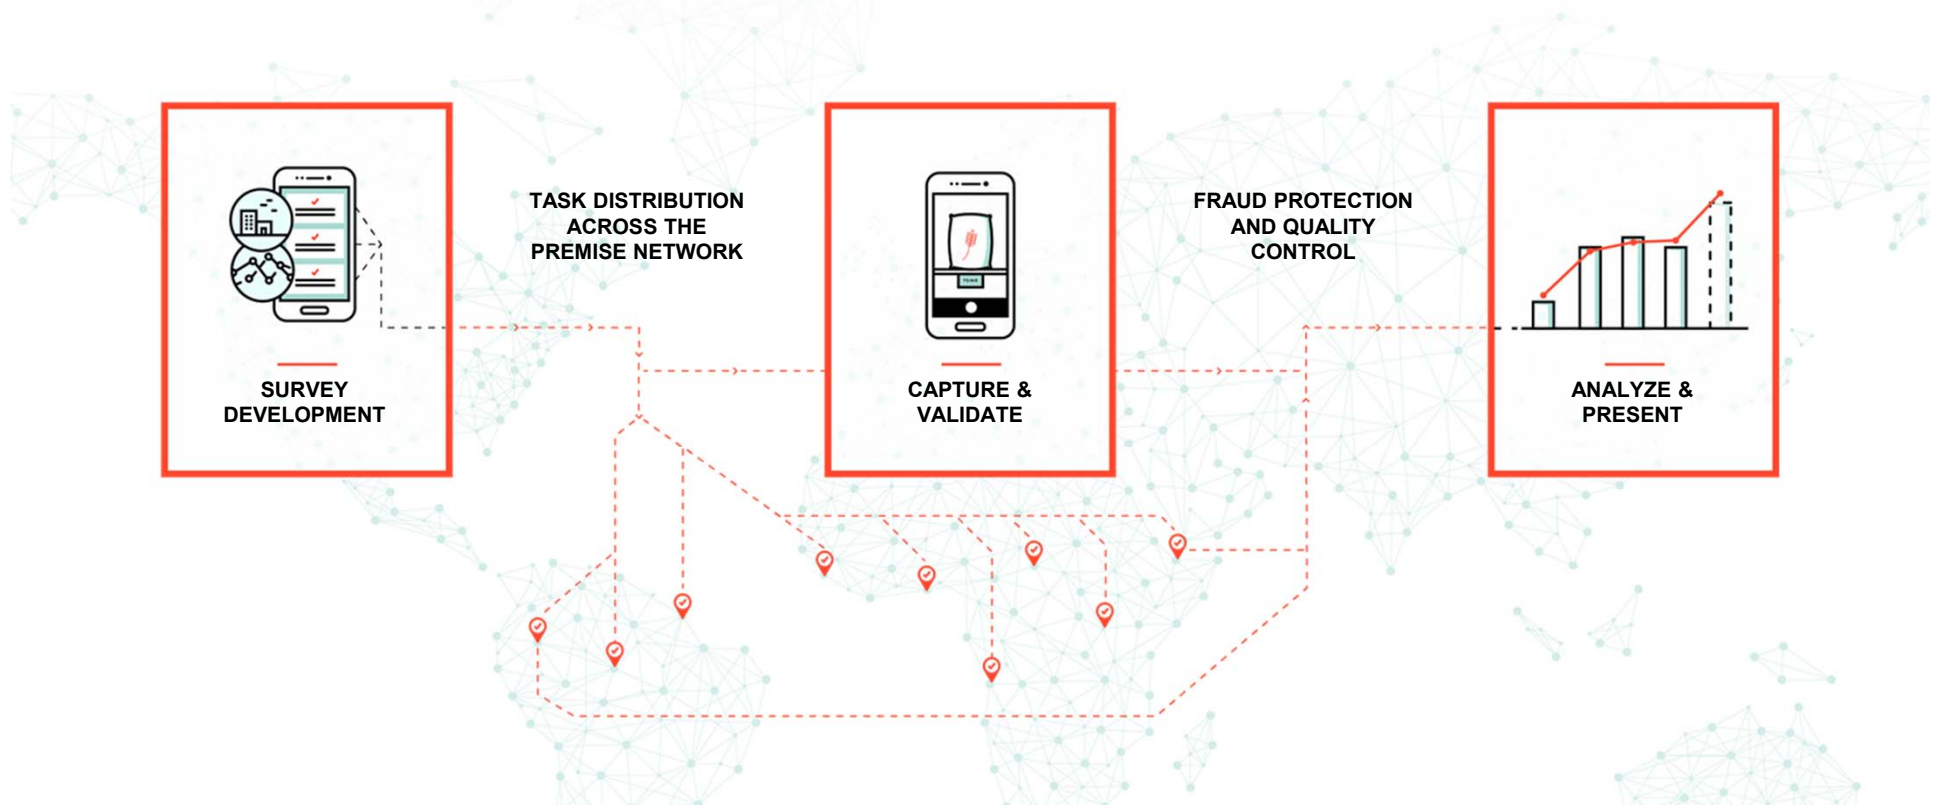 TASK DISTRIBUTION
ACROSS THE
PREMISE NETWORK
FRAUD PROTECTION
AND QUALITY
CONTROL
SURVEY
DEVELOPMENT
CAPTURE &
VALIDATE
ANALYZE &
PRESENT